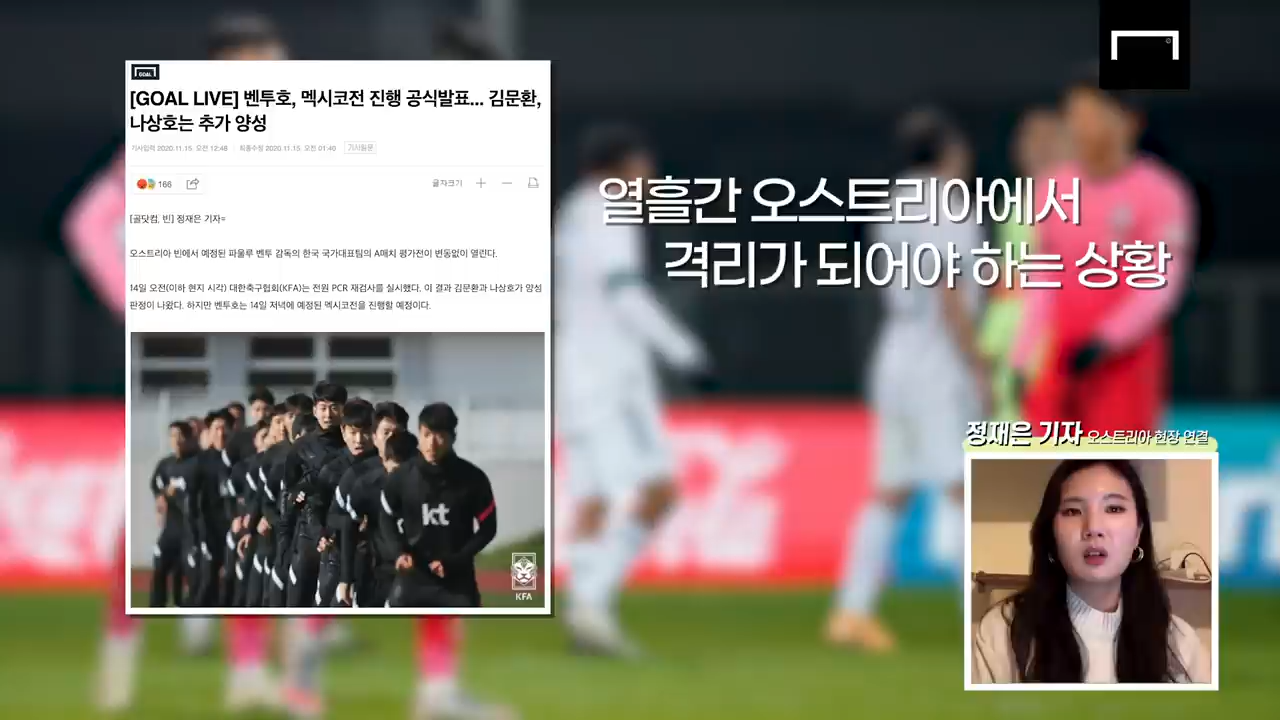 GOAL
[GOAL LIVE] 벤투호, 멕시코전 진행 공식발표... 김문환,
나상호는 추가 양성
기사입력 2020.11.15. 오전 12:48 최종수정 2020.11.15. 오전 01:40 기사원문
166 글자크기
[골닷컴, 빈] 정재은 기자=
오스트리아 빈에서 예정된 파울루 벤투 감독의 한국 국가대표팀의 A매치 평가전이 변동없이 열린다.
14일 오전(이하 현지 시각) 대한축구협회(KFA)는 전원 PCR 재검사를 실시했다. 이 결과 김문환과 나상호가 양성
판정이 나왔다. 하지만 벤투호는 14일 저녁에 예정된 멕시코전을 진행할 예정이다.
kt
KFA
열흘간 오스트리아에서
격리가 되어야 하는 상황
정재은 기자 오스트리아 현장 연결